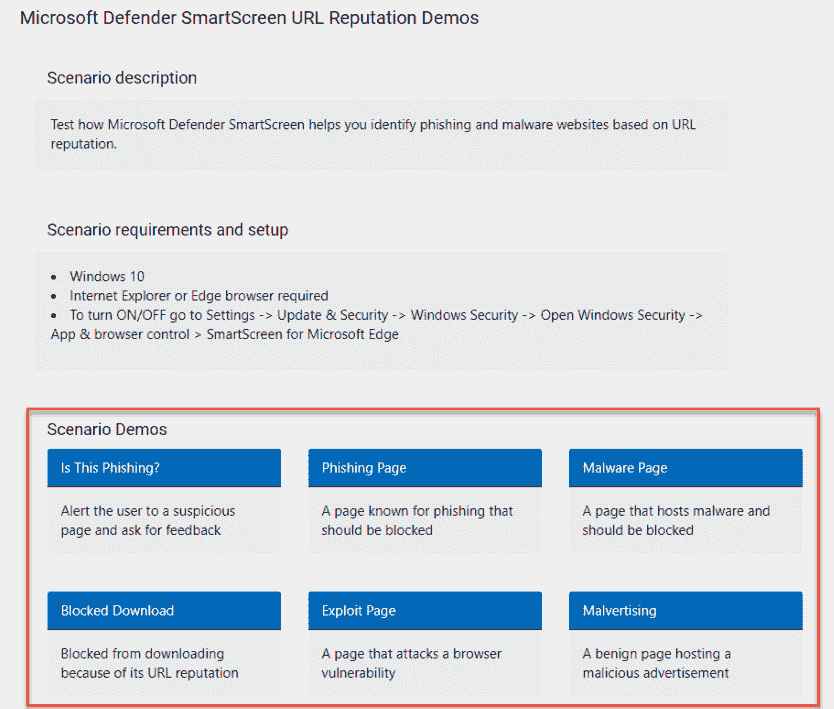 Microsoft Defender SmartScreen URL Reputation Demos
Scenario description
Test how Microsoft Defender SmartScreen helps you identify phishing and malware websites based on URL
reputation.
Scenario requirements and setup
• Windows 10
• Internet Explorer or Edge browser required
• To turn ON/OFF go to Settings -> Update & Security -> Windows Security -> Open Windows Security ->
App & browser control > SmartScreen for Microsoft Edge
Scenario Demos
Is This Phishing?
Alert the user to a suspicious
page and ask for feedback
Phishing Page
A page known for phishing that
should be blocked
Malware Page
A page that hosts malware and
should be blocked
Blocked Download
Blocked from downloading
because of its URL reputation
Exploit Page
A page that attacks a browser
vulnerability
Malvertising
A benign page hosting a
malicious advertisement